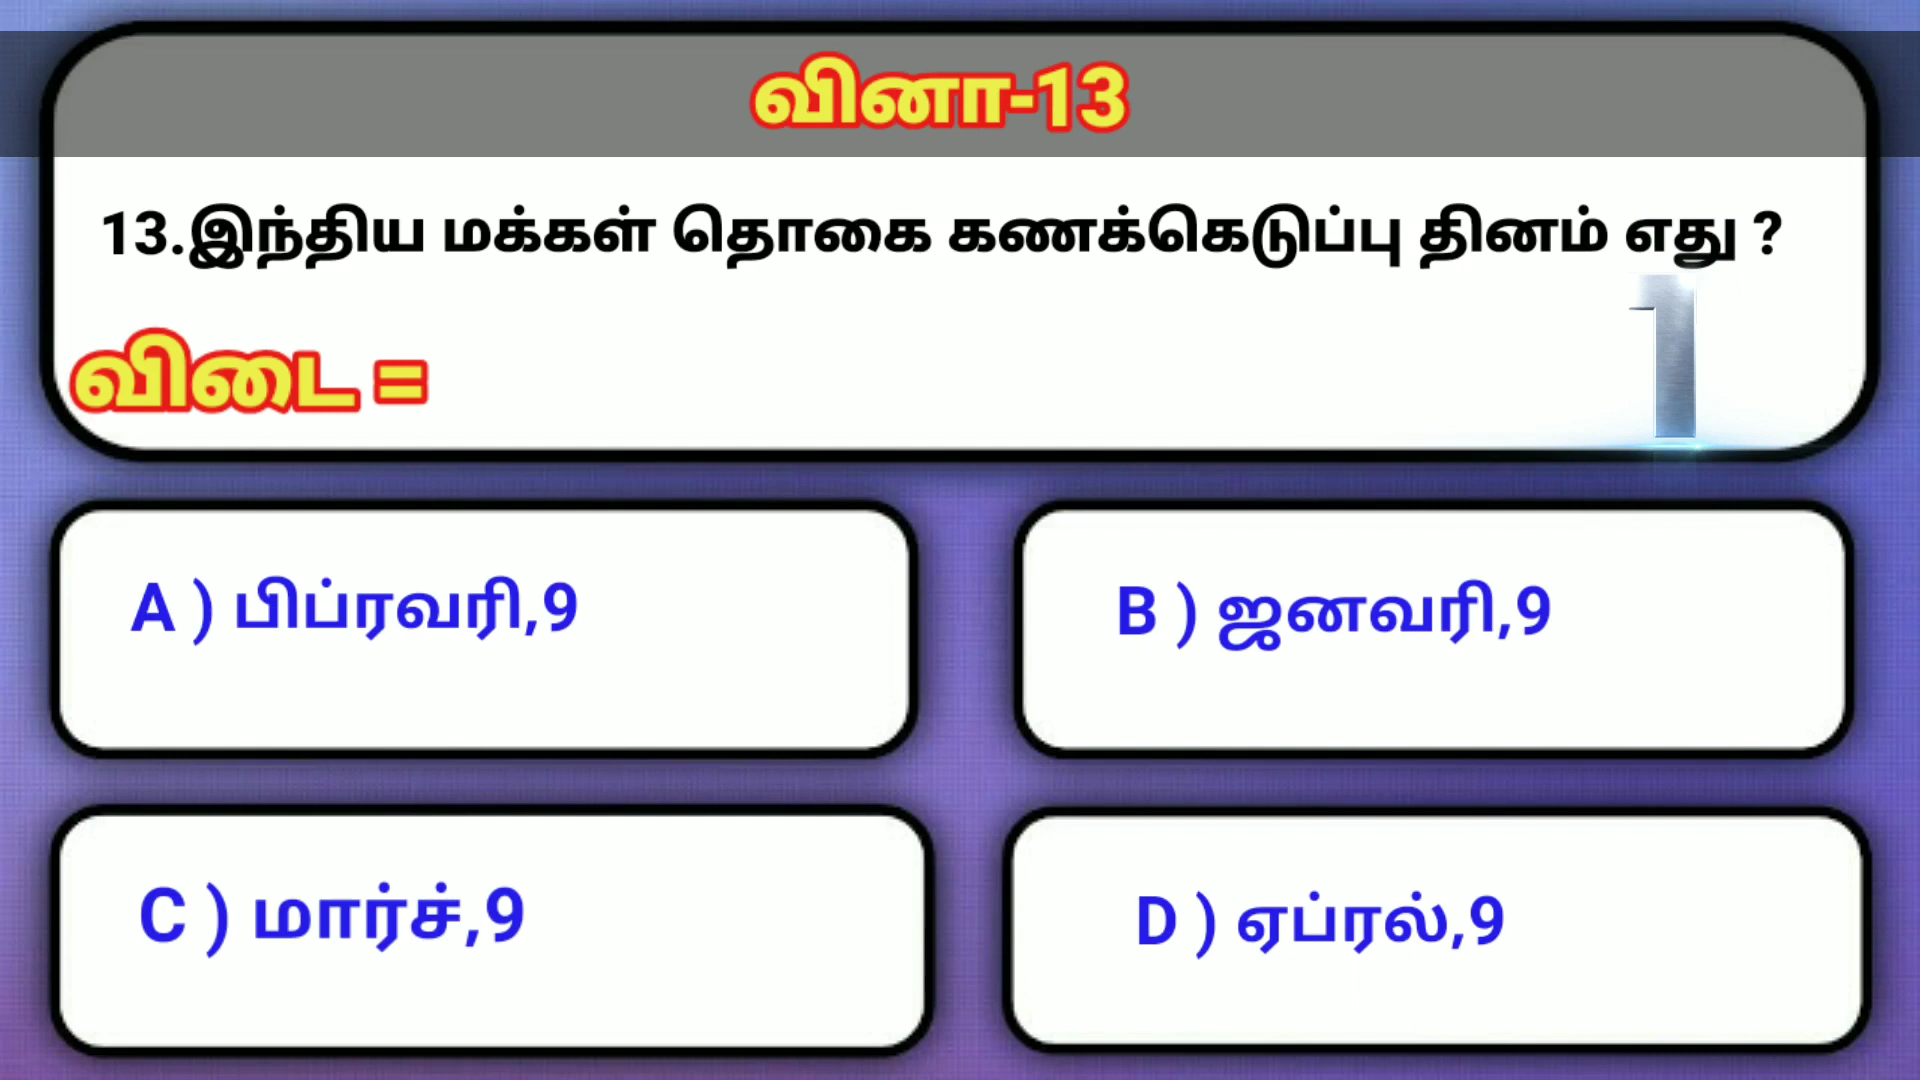 வினா-13
13.இந்திய மக்கள் தொகை கணக்கெடுப்பு தினம் எது ?
1
விடை =
A ) பிப்ரவரி,9
B ) ஜனவரி,9
C ) மார்ச்,9
D ) ஏப்ரல்,9